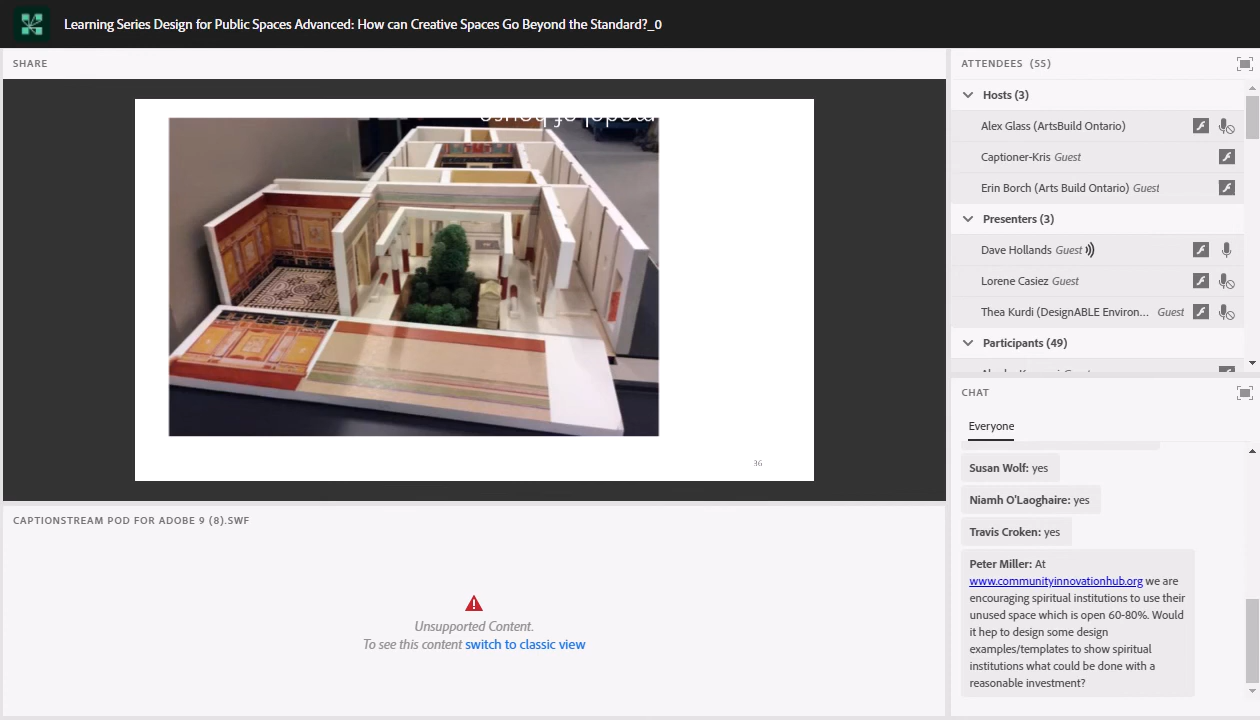 Learning Series Design for Public Spaces Advanced: How can Creative Spaces Go Beyond the Standard?_0
SHARE
36
CAPTIONSTREAM POD FOR ADOBE 9 (8).SWF
Unsupported Content.
To see this content switch to classic view
ATTENDEES (55)
Hosts (3)
Alex Glass (ArtsBuild Ontario)
Captioner-Kris Guest
Erin Borch (Arts Build Ontario) Guest
Presenters (3)
Dave Hollands Guest
Lorene Casiez Guest
Thea Kurdi (DesignABLE Environ... Guest
Participants (49)
CHAT
Everyone
Susan Wolf: yes
Niamh O'Laoghaire: yes
Travis Croken: yes
Peter Miller: At
www.communityinnovationhub.org we are
encouraging spiritual institutions to use their
unused space which is open 60-80%. Would
it hep to design some design
examples/templates to show spiritual
institutions what could be done with a
reasonable investment?